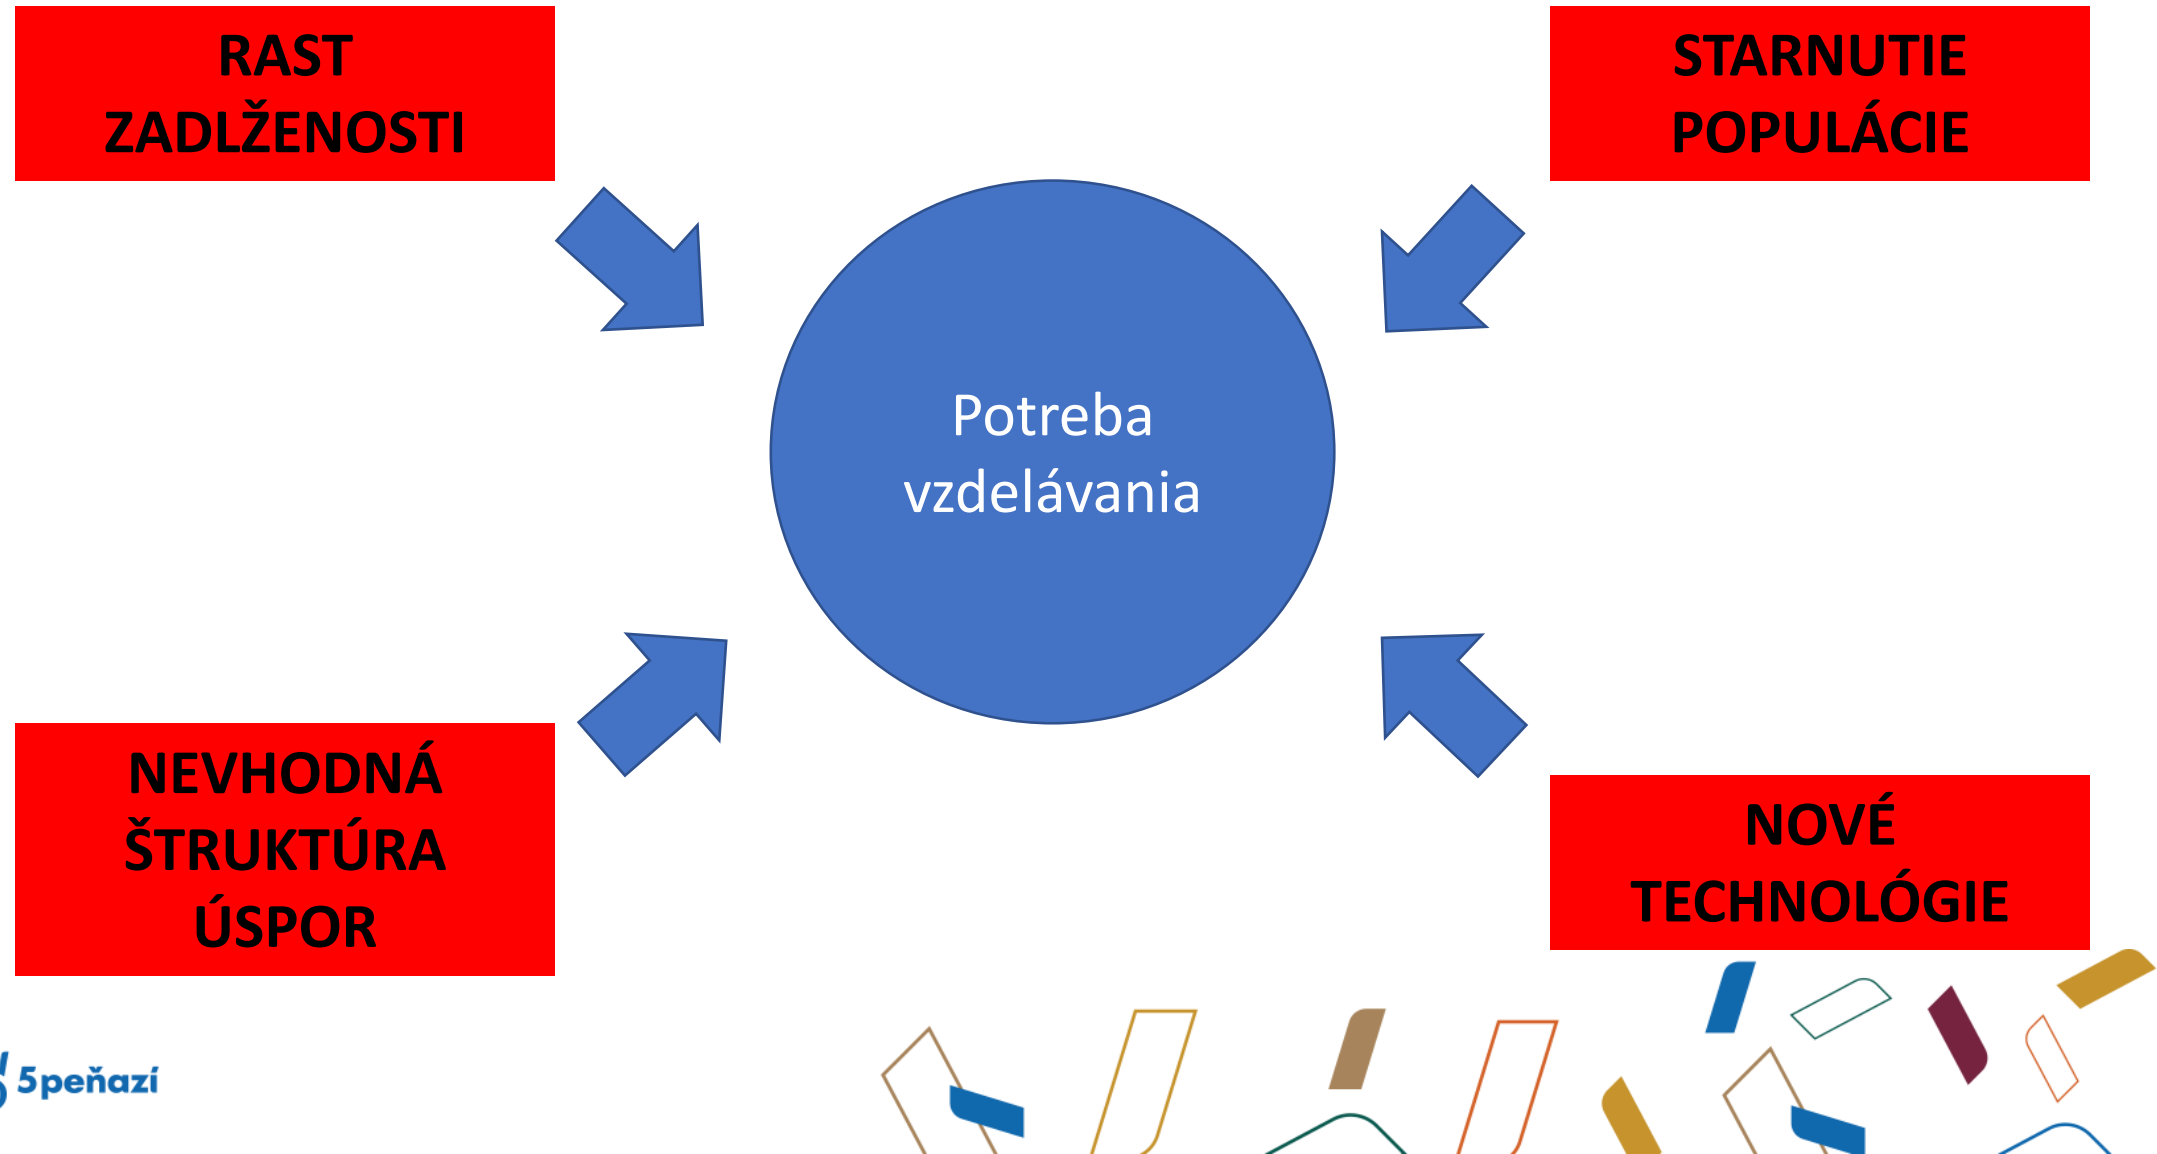 RAST
ZADLŽENOSTI
STARNUTIE
POPULÁCIE
Potreba
vzdelávania
NEVHODNÁ
ŠTRUKTÚRA
ÚSPOR
NOVÉ
TECHNOLÓGIE
5peňazí